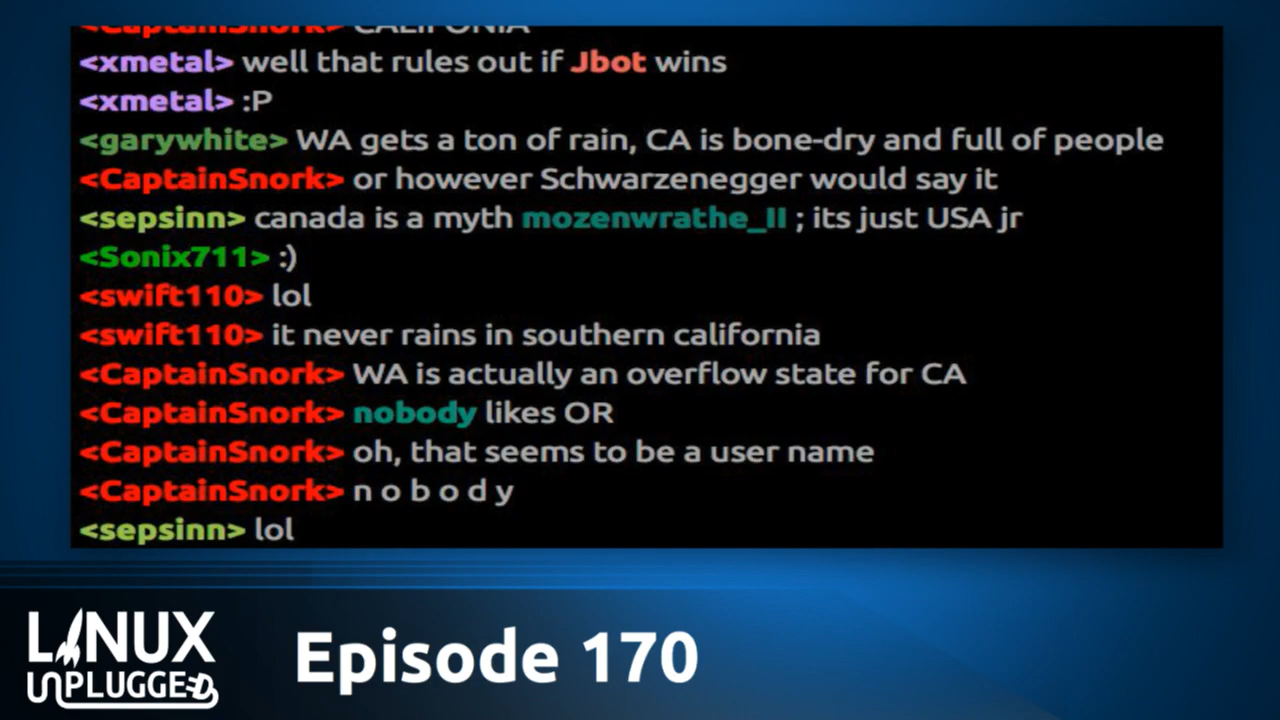 <CaptainSnork> CALIFONIA
<xmetal> well that rules out if Jbot wins
<xmetal> :P
<garywhite> WA gets a ton of rain, CA is bone-dry and full of people
<CaptainSnork> or however Schwarzenegger would say it
<sepsinn> canada is a myth mozenwrathe_II ; its just USA jr
<Sonix711> :)
<swift110> lol
<swift110> it never rains in southern california
<CaptainSnork> WA is actually an overflow state for CA
<CaptainSnork> nobody likes OR
<CaptainSnork> oh, that seems to be a user name
<CaptainSnork> n o b o d y
<sepsinn> lol
LINUX
UNPLUGGED
Episode 170